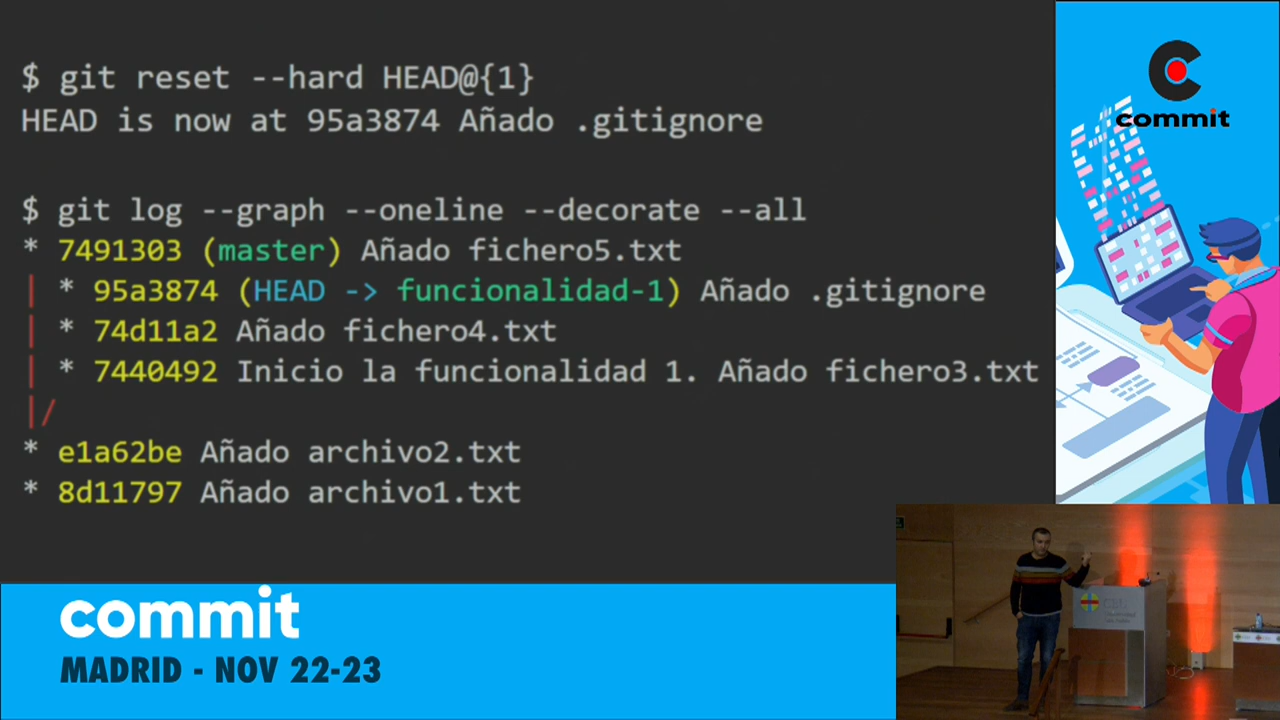 $ git reset --hard HEAD@{1}
HEAD is now at 95a3874 Añado .gitignore
$ git log --graph --oneline --decorate --all
* 7491303 (master) Añado fichero5.txt
| * 95a3874 (HEAD -> funcionalidad-1) Añado .gitignore
| * 74d11a2 Añado fichero4.txt
| * 7440492 Inicio la funcionalidad 1. Añado fichero3.txt
|/
* e1a62be Añado archivo2.txt
* 8d11797 Añado archivo1.txt
commit
commit
MADRID - NOV 22-23
CEU